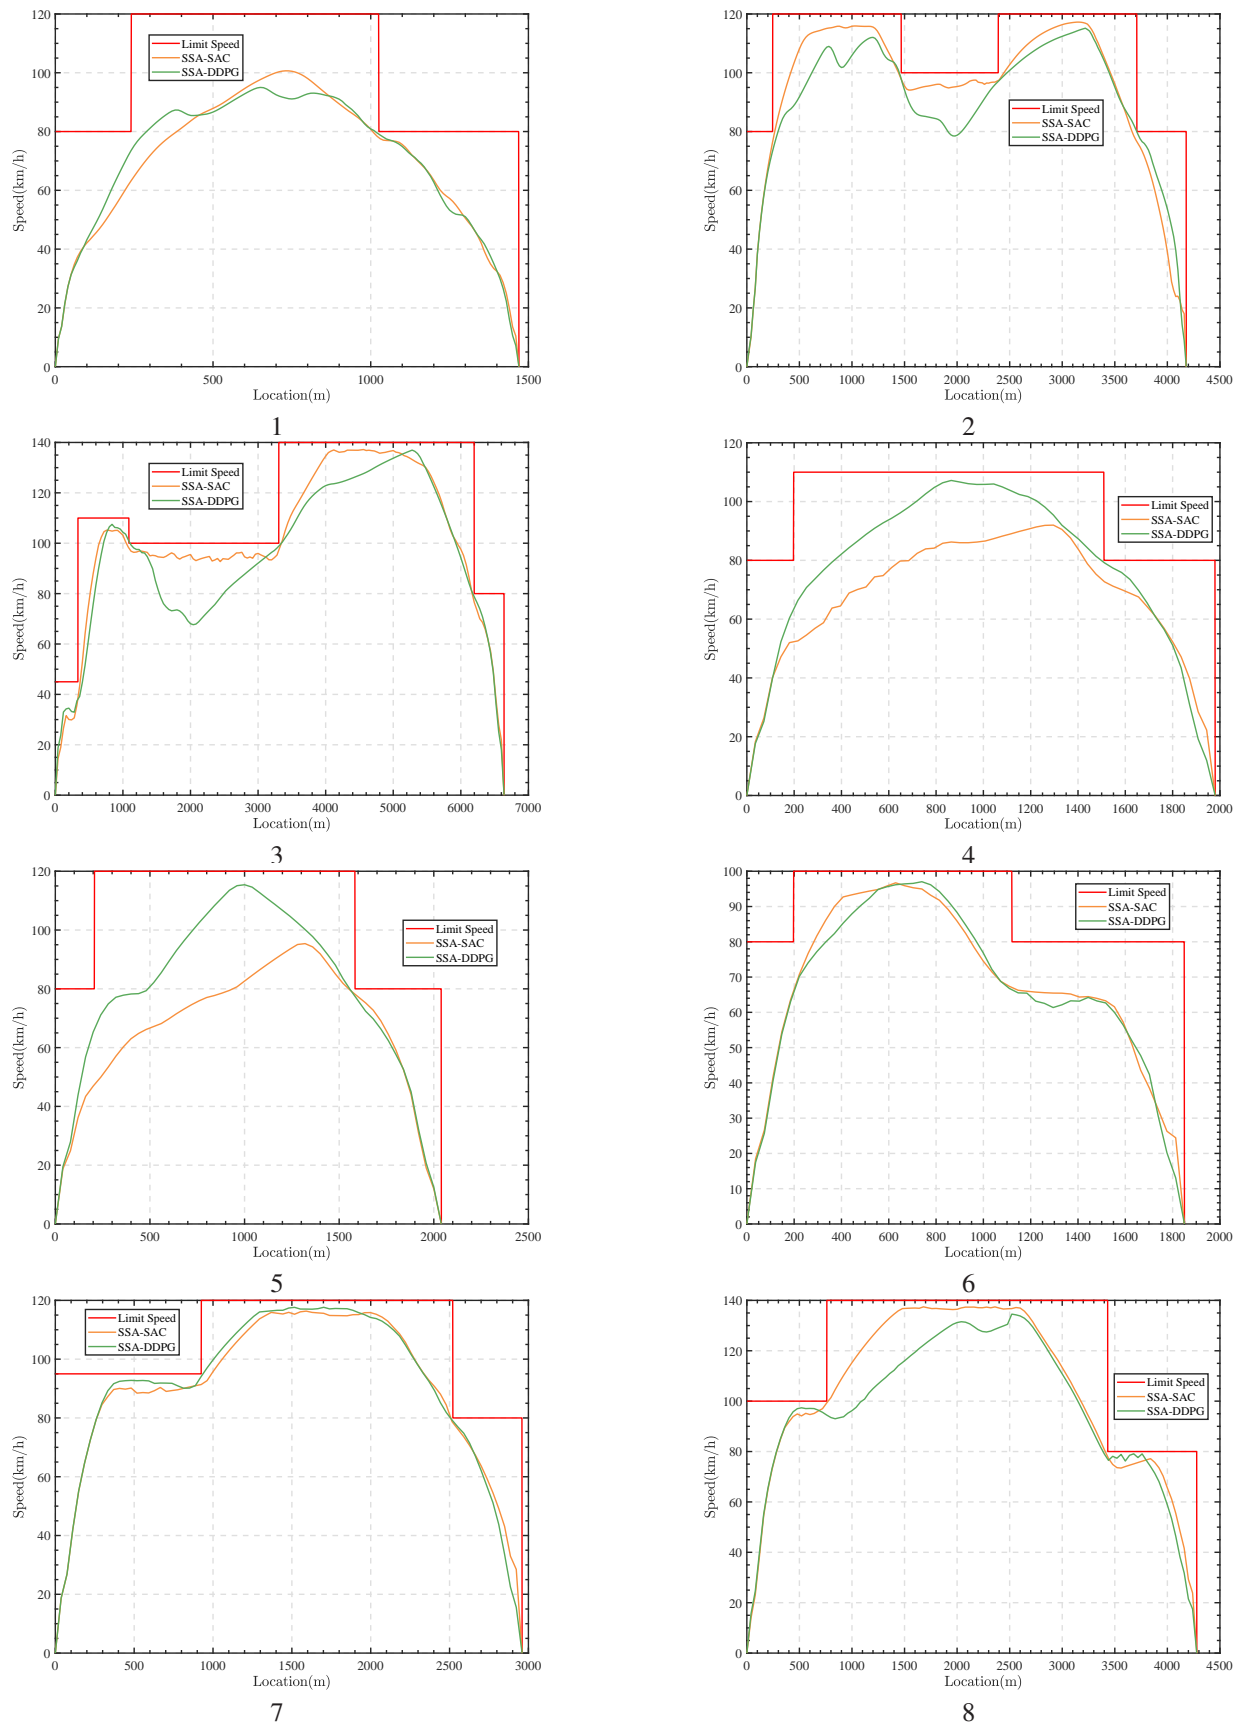 120
100
80
60
40
20
0
Speed(km/h)
Limit Speed
SSA-SAC
SSA-DDPG
0 500 1000 1500
Location(m)
1
120
100
80
60
40
20
0
Speed(km/h)
Limit Speed
SSA-SAC
SSA-DDPG
0 500 1000 1500 2000 2500 3000 3500 4000 4500
Location(m)
2
140
120
100
80
60
40
20
0
Speed(km/h)
Limit Speed
SSA-SAC
SSA-DDPG
0 1000 2000 3000 4000 5000 6000 7000
Location(m)
3
120
100
80
60
40
20
0
Speed(km/h)
Limit Speed
SSA-SAC
SSA-DDPG
0 200 400 600 800 1000 1200 1400 1600 1800 2000
Location(m)
4
120
100
80
60
40
20
0
Speed(km/h)
Limit Speed
SSA-SAC
SSA-DDPG
0 500 1000 1500 2000 2500
Location(m)
5
100
90
80
70
60
50
40
30
20
10
0
Speed(km/h)
Limit Speed
SSA-SAC
SSA-DDPG
0 200 400 600 800 1000 1200 1400 1600 1800 2000
Location(m)
6
120
100
80
60
40
20
0
Speed(km/h)
Limit Speed
SSA-SAC
SSA-DDPG
0 500 1000 1500 2000 2500 3000
Location(m)
7
140
120
100
80
60
40
20
0
Speed(km/h)
Limit Speed
SSA-SAC
SSA-DDPG
0 500 1000 1500 2000 2500 3000 3500 4000 4500
Location(m)
8